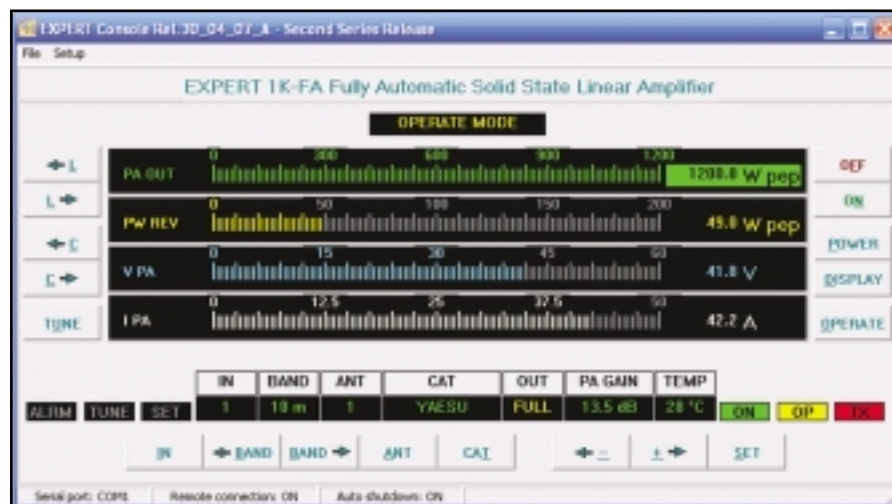 EXPERT Console Rel.30_04_07_A - Second Series Release
File Setup
EXPERT 1K-FA Fully Automatic Solid State Linear Amplifier
OPERATE MODE
L
L
C
C
TUNE
0 300 600 900 1200
PA OUT 1200.0 W pep
0 50 100 150 200
PW REV 49.0 W pep
0 15 30 45 60
V PA 41.8 V
0 12.5 25 37.5 50
I PA 42.2 A
OFF
ON
POWER
DISPLAY
OPERATE
IN BAND ANT CAT OUT PA GAIN TEMP
ALRM TUNE SET 1 10 m 1 YAESU FULL 13.5 dB 28 °C ON OP TX
IN BAND BAND ANT CAT - + SET
Serial port: COM1 Remote connection: ON Auto-shutdown: ON